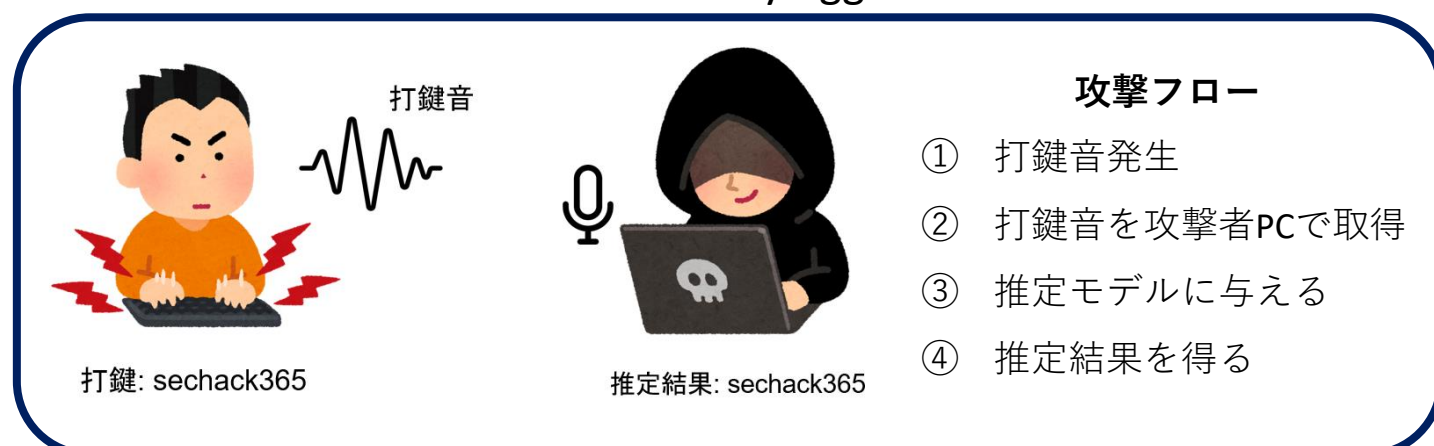 打鍵音
打鍵: sechack365
推定結果: sechack365
攻撃フロー
① 打鍵音発生
② 打鍵音を攻撃者PCで取得
③ 推定モデルに与える
④ 推定結果を得る